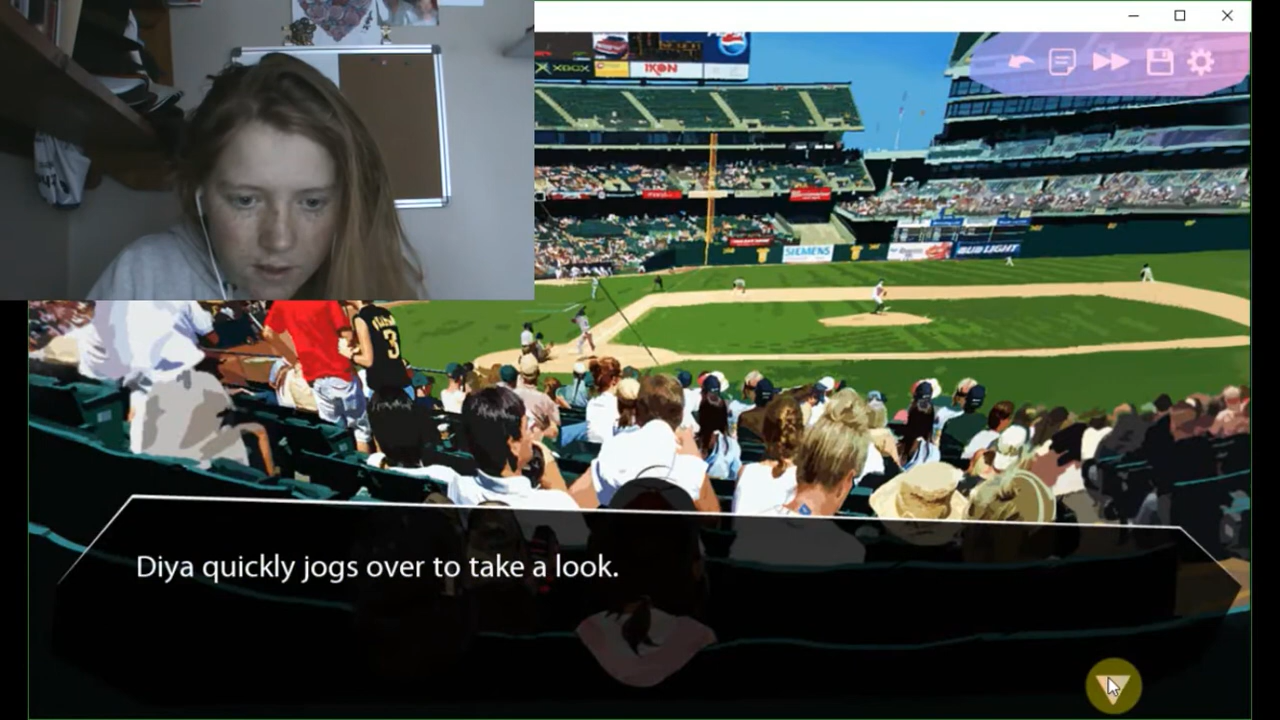 XBOX
IKON
SIEMENS
BUD LIGHT
3
Diya quickly jogs over to take a look.